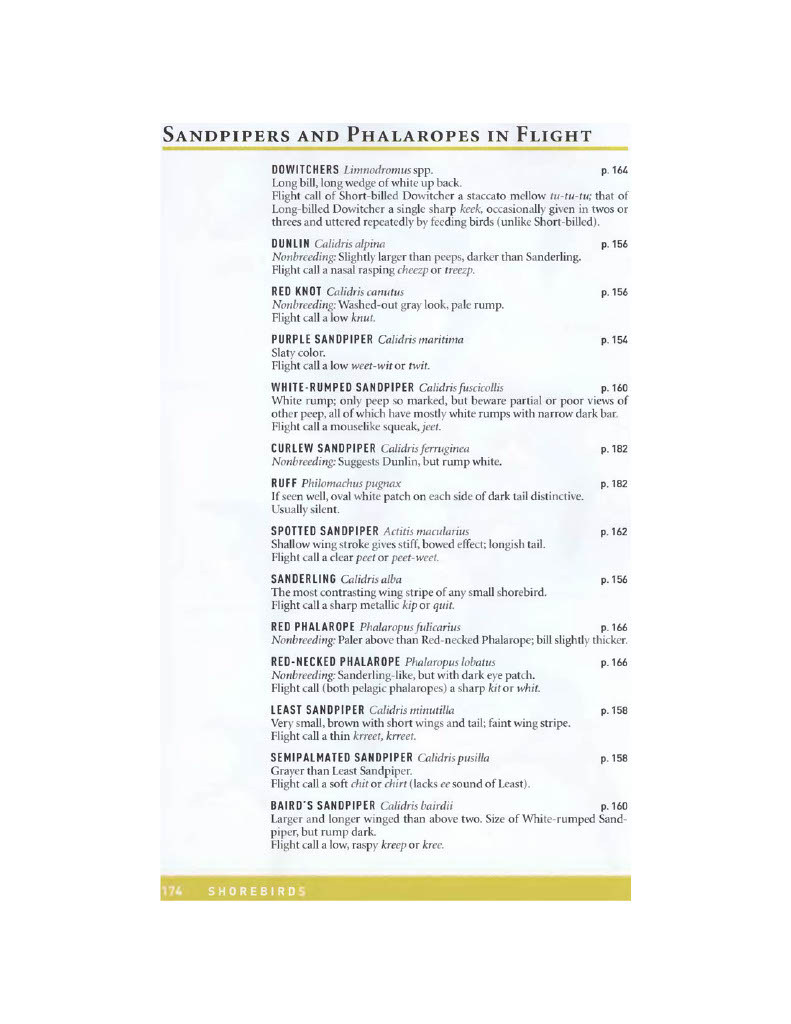 SANDPIPERS AND PHALAROPES IN FLIGHT
DOWITCHERS Limnodromus spp. p. 164
Long bill, long wedge of white up back.
Flight call of Short-billed Dowitcher a staccato mellow tu-tu-tu; that of
Long-billed Dowitcher a single sharp keek, occasionally given in twos or
threes and uttered repeatedly by feeding birds (unlike Short-billed).
DUNLIN Calidris alpina p. 156
Nonbreeding: Slightly larger than peeps, darker than Sanderling.
Flight call a nasal rasping cheezp or treezp.
RED KNOT Calidris canutus p. 156
Nonbreeding: Washed-out gray look, pale rump.
Flight call a low knut.
PURPLE SANDPIPER Calidris maritima p. 154
Slaty color.
Flight call a low weet-wit or twit.
WHITE-RUMPED SANDPIPER Calidris fuscicollis p. 160
White rump; only peep so marked, but beware partial or poor views of
other peep, all of which have mostly white rumps with narrow dark bar.
Flight call a mouselike squeak, jeet.
CURLEW SANDPIPER Calidris ferruginea p. 182
Nonbreeding: Suggests Dunlin, but rump white.
RUFF Philomachus pugnax p. 182
If seen well, oval white patch on each side of dark tail distinctive.
Usually silent.
SPOTTED SANDPIPER Actitis macularius p. 162
Shallow wing stroke gives stiff, bowed effect; longish tail.
Flight call a clear peet or peet-weet.
SANDERLING Calidris alba p. 156
The most contrasting wing stripe of any small shorebird.
Flight call a sharp metallic kip or quit.
RED PHALAROPE Phalaropus fulicarius p. 166
Nonbreeding: Paler above than Red-necked Phalarope; bill slightly thicker.
RED-NECKED PHALAROPE Phalaropus lobatus p. 166
Nonbreeding: Sanderling-like, but with dark eye patch.
Flight call (both pelagic phalaropes) a sharp kit or whit.
LEAST SANDPIPER Calidris minutilla p. 158
Very small, brown with short wings and tail; faint wing stripe.
Flight call a thin krreet, krreet.
SEMIPALMATED SANDPIPER Calidris pusilla p. 158
Grayer than Least Sandpiper.
Flight call a soft chit or chirt (lacks ee sound of Least).
BAIRD'S SANDPIPER Calidris bairdii p. 160
Larger and longer winged than above two. Size of White-rumped Sand-
piper, but rump dark.
Flight call a low, raspy kreep or kree.
174 SHOREBIRDS